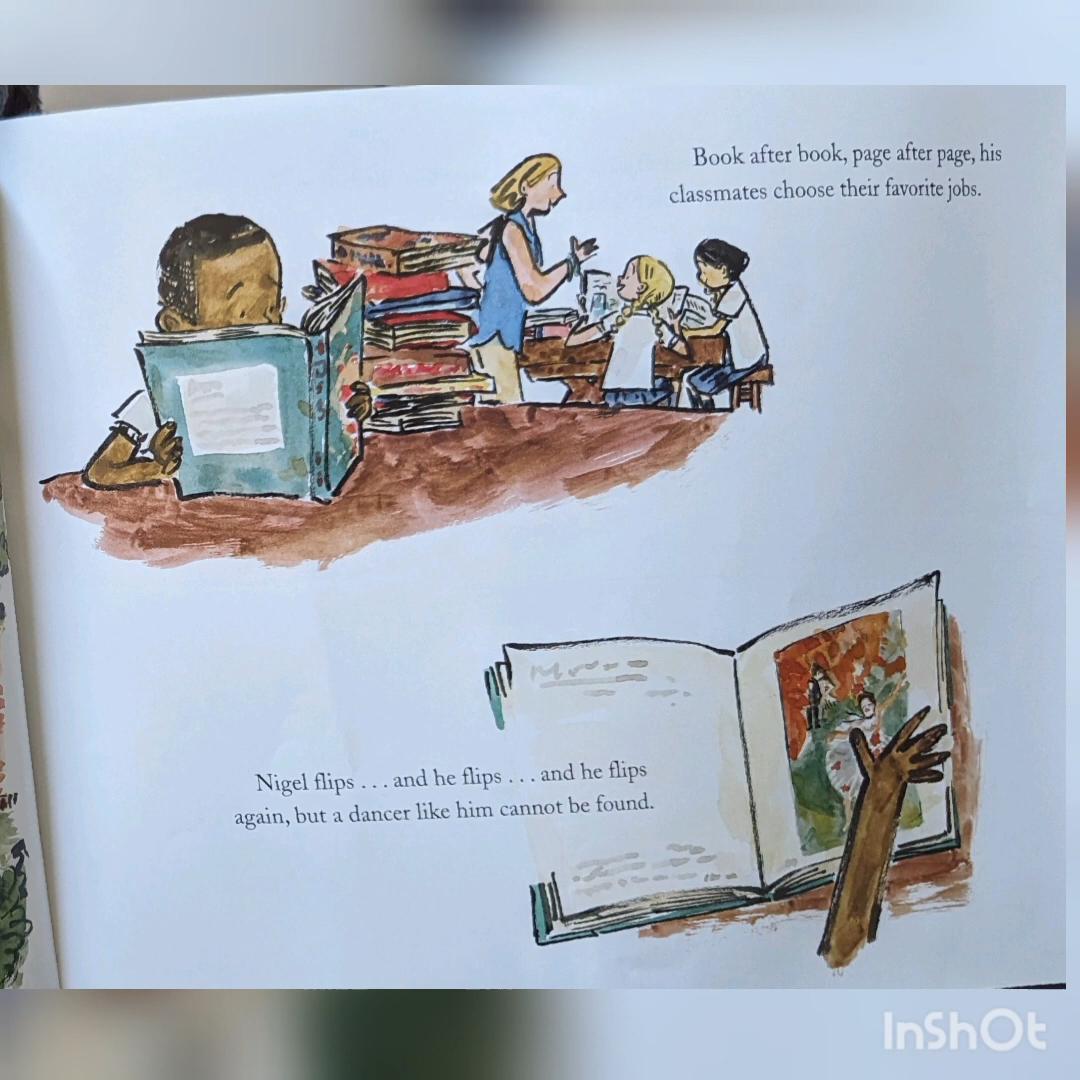 Book after book, page after page, his
classmates choose their favorite jobs.
Nigel flips . . . and he flips . . . and he flips
again, but a dancer like him cannot be found.
InShOt